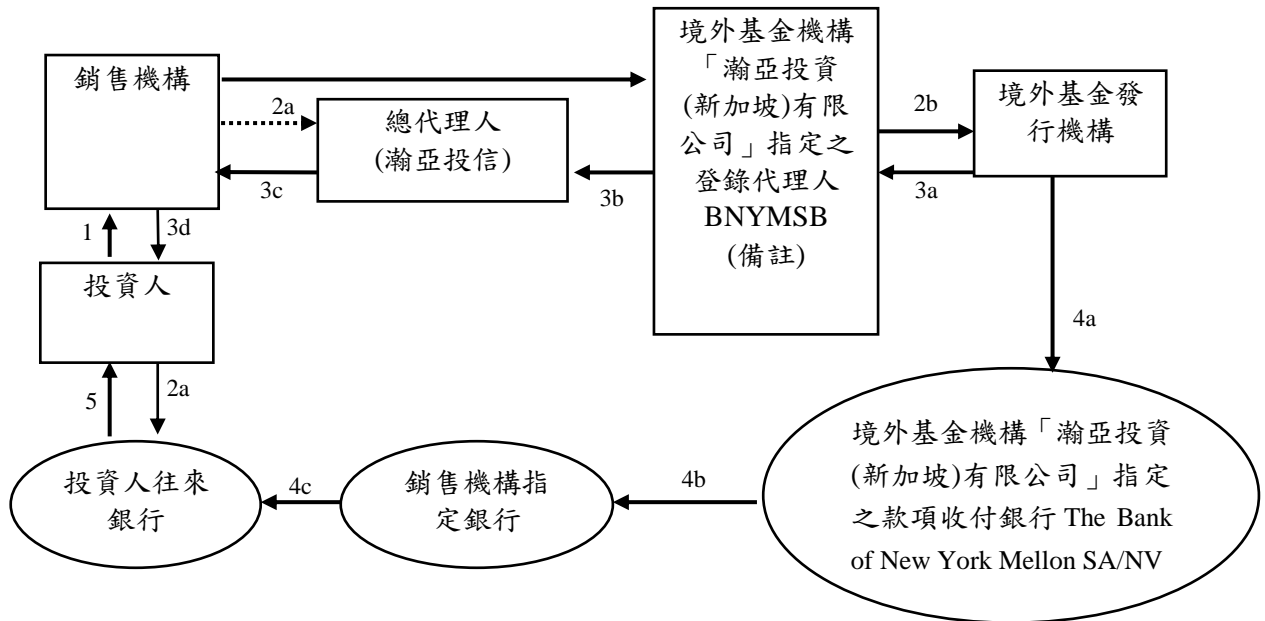 銷售機構
2a
總代理人
(瀚亞投信)
3c
3b
境外基金機構
「瀚亞投資
(新加坡)有限
公司」指定之
登錄代理人
BNYMSB
(備註)
2b
3a
境外基金發
行機構
1
3d
投資人
4a
5
2a
投資人往來
銀行
4c
銷售機構指
定銀行
4b
境外基金機構「瀚亞投資
(新加坡)有限公司」指定
之款項收付銀行 The Bank
of New York Mellon SA/NV